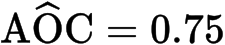 AÔC = 0.75